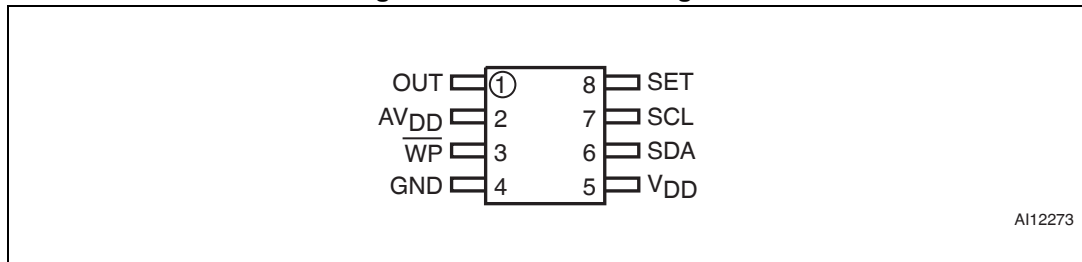 OUT 1 8 SET
AVDD 2 7 SCL
WP 3 6 SDA
GND 4 5 VDD
AI12273